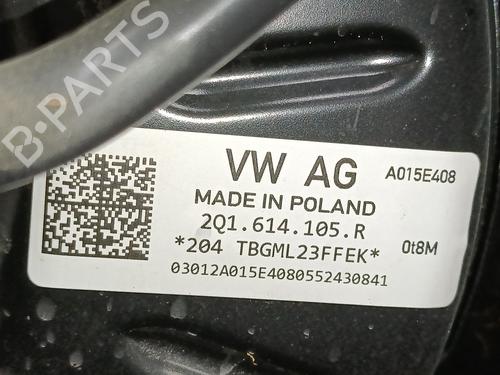 B-PARTS
VW AG
A015E408
MADE IN POLAND
2Q1.614.105.R
*204 TBGML23FFEK*
0t8M
03012A015E4080552430841